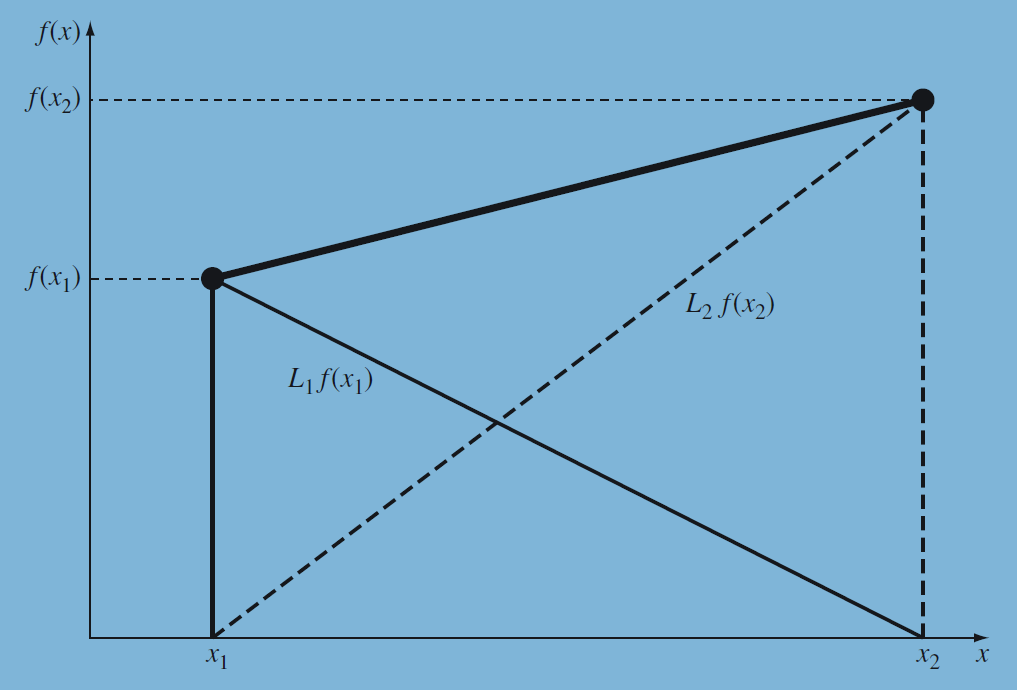 f(x)
f(x₂)
f(x₁)
L₂ f(x₂)
L₁ f(x₁)
x₁
x₂
x